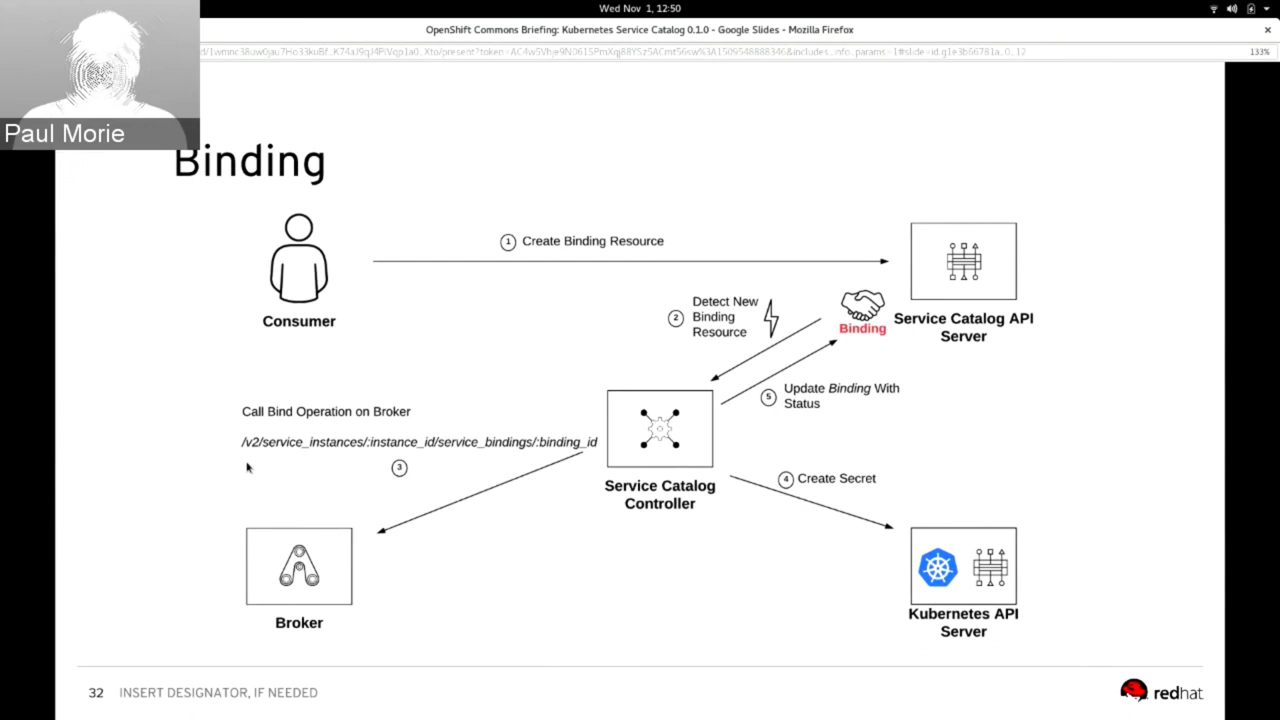 Wed Nov 1, 12:50
OpenShift Commons Briefing: Kubernetes Service Catalog 0.1.0 - Google Slides - Mozilla Firefox
133%
Paul Morie
Binding
1 Create Binding Resource
Consumer
2 Detect New
Binding
Resource
Binding
Service Catalog API
Server
5 Update Binding With
Status
Call Bind Operation on Broker
/v2/service_instances/:instance_id/service_bindings/:binding_id
3
4 Create Secret
Service Catalog
Controller
Broker
Kubernetes API
Server
32 INSERT DESIGNATOR, IF NEEDED
redhat